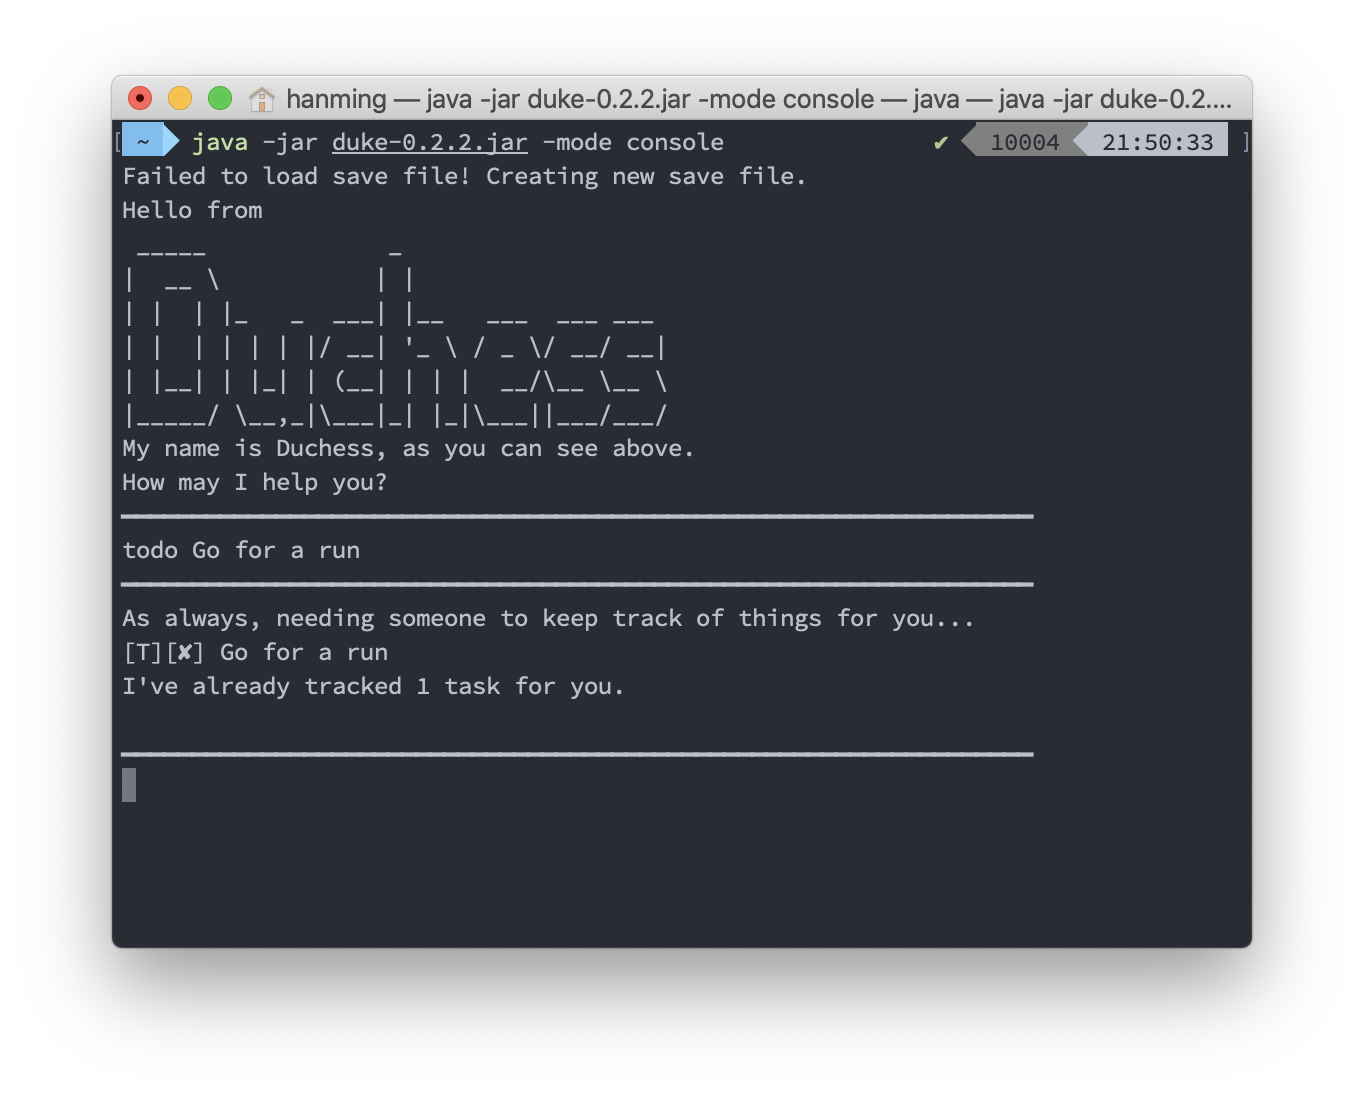 hanming — java -jar duke-0.2.2.jar -mode console — java — java -jar duke-0.2....
[ ~ java -jar duke-0.2.2.jar -mode console ✔ 10004 21:50:33 ]
Failed to load save file! Creating new save file.
Hello from
 _____             _
|  __ \           | |
| |  | |_   _  ___| |__   ___  ___ ___
| |  | | | | |/ __| '_ \ / _ \/ __/ __|
| |__| | |_| | (__| | | |  __/\__ \__ \
|_____/ \__,_|\___|_| |_|\___||___/___/
My name is Duchess, as you can see above.
How may I help you?
todo Go for a run
As always, needing someone to keep track of things for you...
[T][✘] Go for a run
I've already tracked 1 task for you.